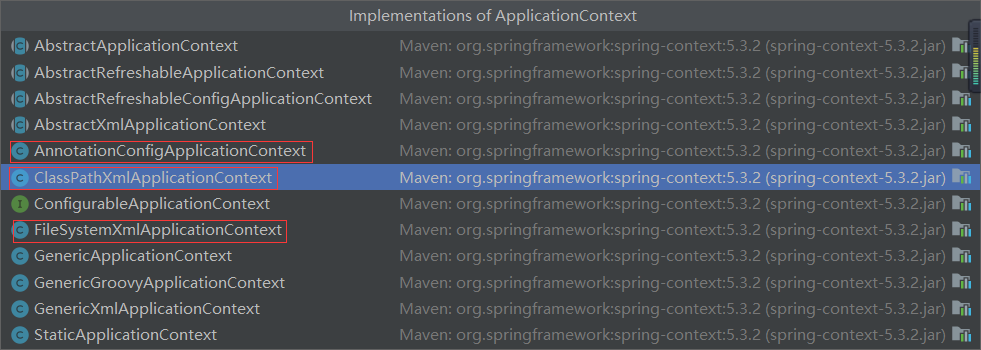 Implementations of ApplicationContext
AbstractApplicationContext Maven: org.springframework:spring-context:5.3.2 (spring-context-5.3.2.jar)
AbstractRefreshableApplicationContext Maven: org.springframework:spring-context:5.3.2 (spring-context-5.3.2.jar)
AbstractRefreshableConfigApplicationContext Maven: org.springframework:spring-context:5.3.2 (spring-context-5.3.2.jar)
AbstractXmlApplicationContext Maven: org.springframework:spring-context:5.3.2 (spring-context-5.3.2.jar)
C AnnotationConfigApplicationContext Maven: org.springframework:spring-context:5.3.2 (spring-context-5.3.2.jar)
C ClassPathXmlApplicationContext Maven: org.springframework:spring-context:5.3.2 (spring-context-5.3.2.jar)
I ConfigurableApplicationContext Maven: org.springframework:spring-context:5.3.2 (spring-context-5.3.2.jar)
C FileSystemXmlApplicationContext Maven: org.springframework:spring-context:5.3.2 (spring-context-5.3.2.jar)
C GenericApplicationContext Maven: org.springframework:spring-context:5.3.2 (spring-context-5.3.2.jar)
C GenericGroovyApplicationContext Maven: org.springframework:spring-context:5.3.2 (spring-context-5.3.2.jar)
C GenericXmlApplicationContext Maven: org.springframework:spring-context:5.3.2 (spring-context-5.3.2.jar)
C StaticApplicationContext Maven: org.springframework:spring-context:5.3.2 (spring-context-5.3.2.jar)